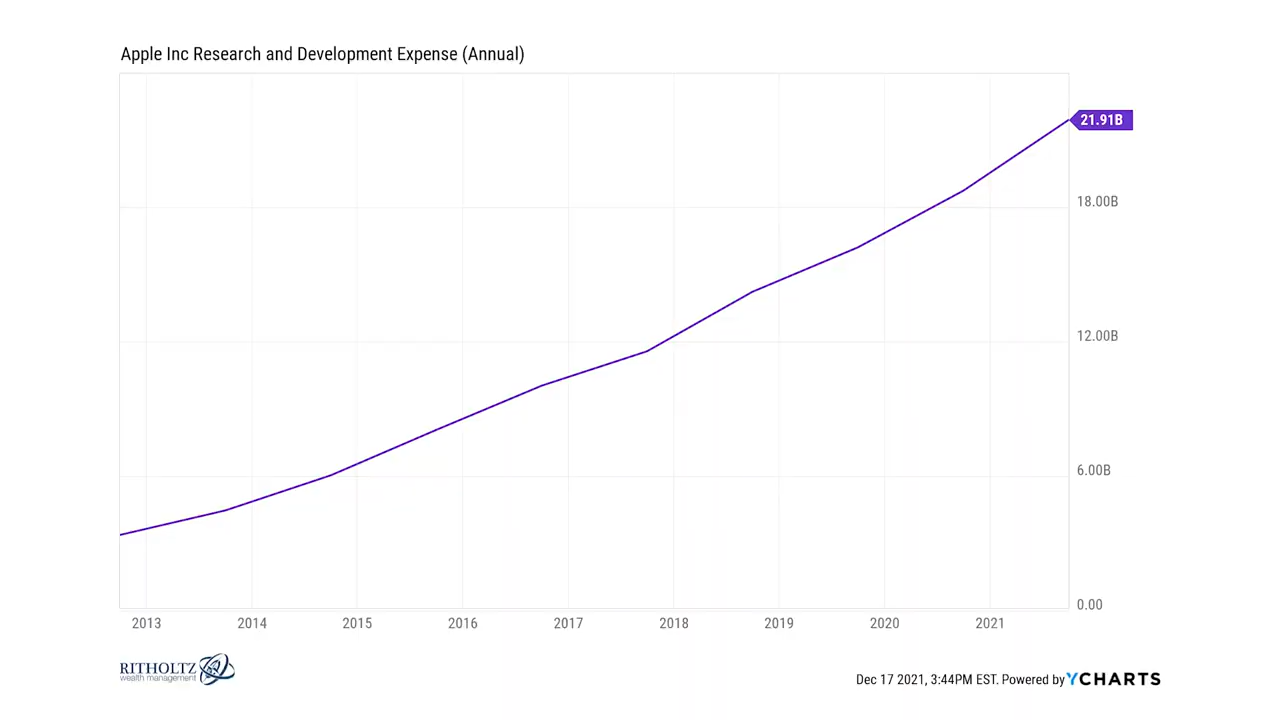 Apple Inc Research and Development Expense (Annual)
21.91B
18.00B
12.00B
6.00B
0.00
2013 2014 2015 2016 2017 2018 2019 2020 2021
RITHOLTZ
wealth management
Dec 17 2021, 3:44PM EST. Powered by YCHARTS